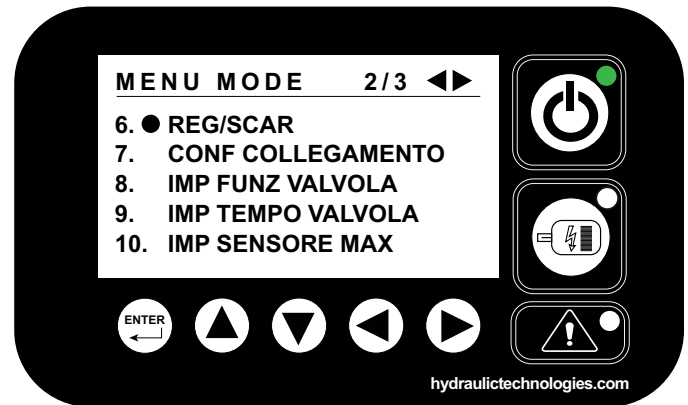 MENU MODE 2/3 ◀▶
6. ● REG/SCAR
7. CONF COLLEGAMENTO
8. IMP FUNZ VALVOLA
9. IMP TEMPO VALVOLA
10. IMP SENSORE MAX
ENTER
hydraulictechnologies.com